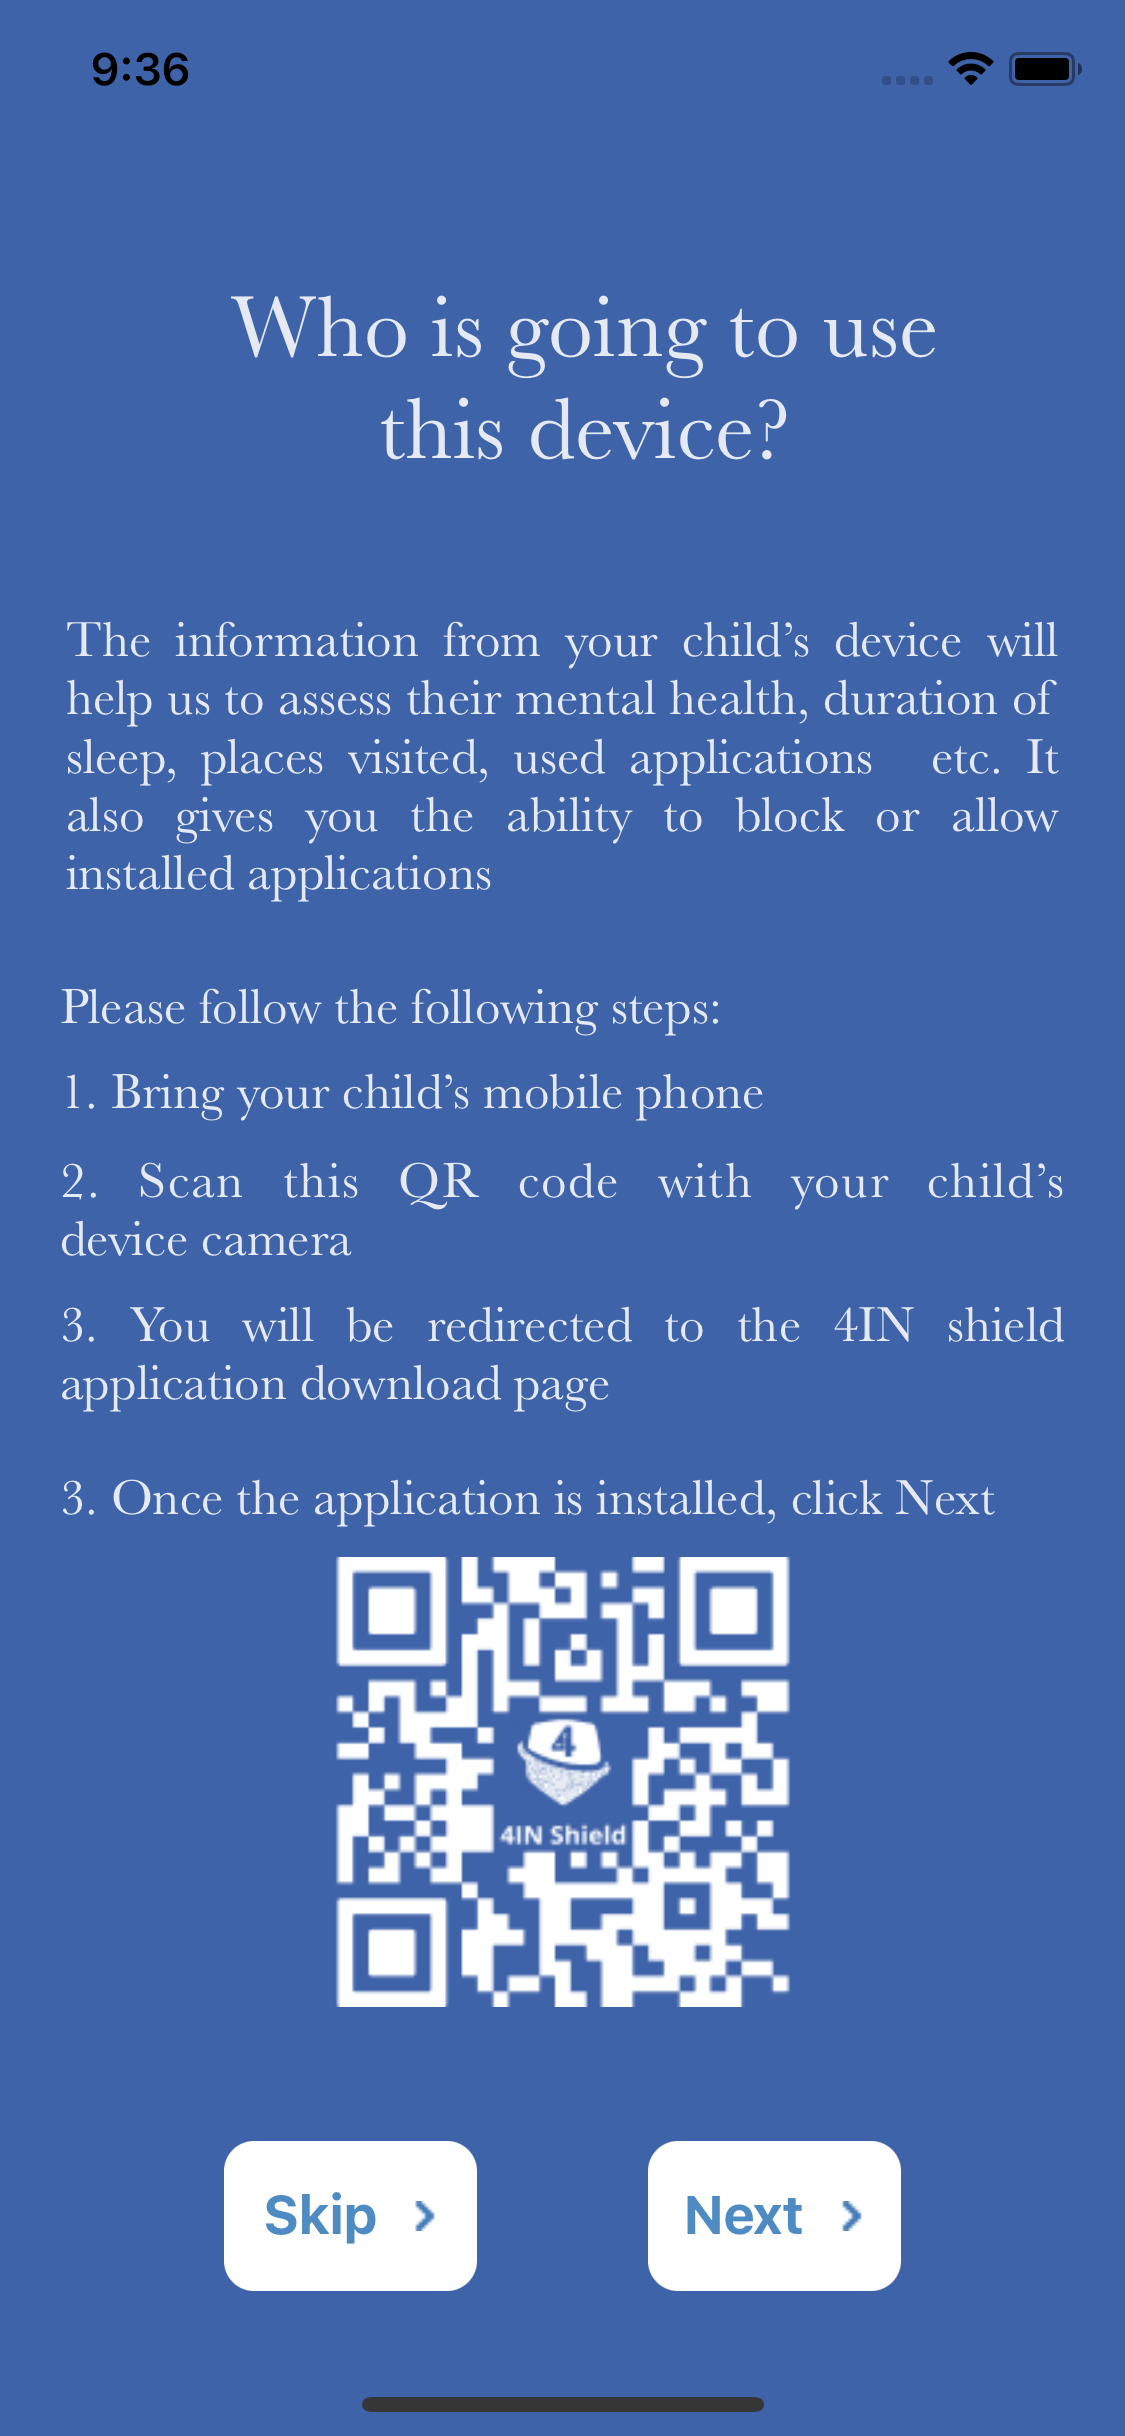 9:36
Who is going to use
this device?
The information from your child’s device will
help us to assess their mental health, duration of
sleep, places visited, used applications etc. It
also gives you the ability to block or allow
installed applications
Please follow the following steps:
1. Bring your child’s mobile phone
2. Scan this QR code with your child’s
device camera
3. You will be redirected to the 4IN shield
application download page
3. Once the application is installed, click Next
4
4IN Shield
Skip
Next